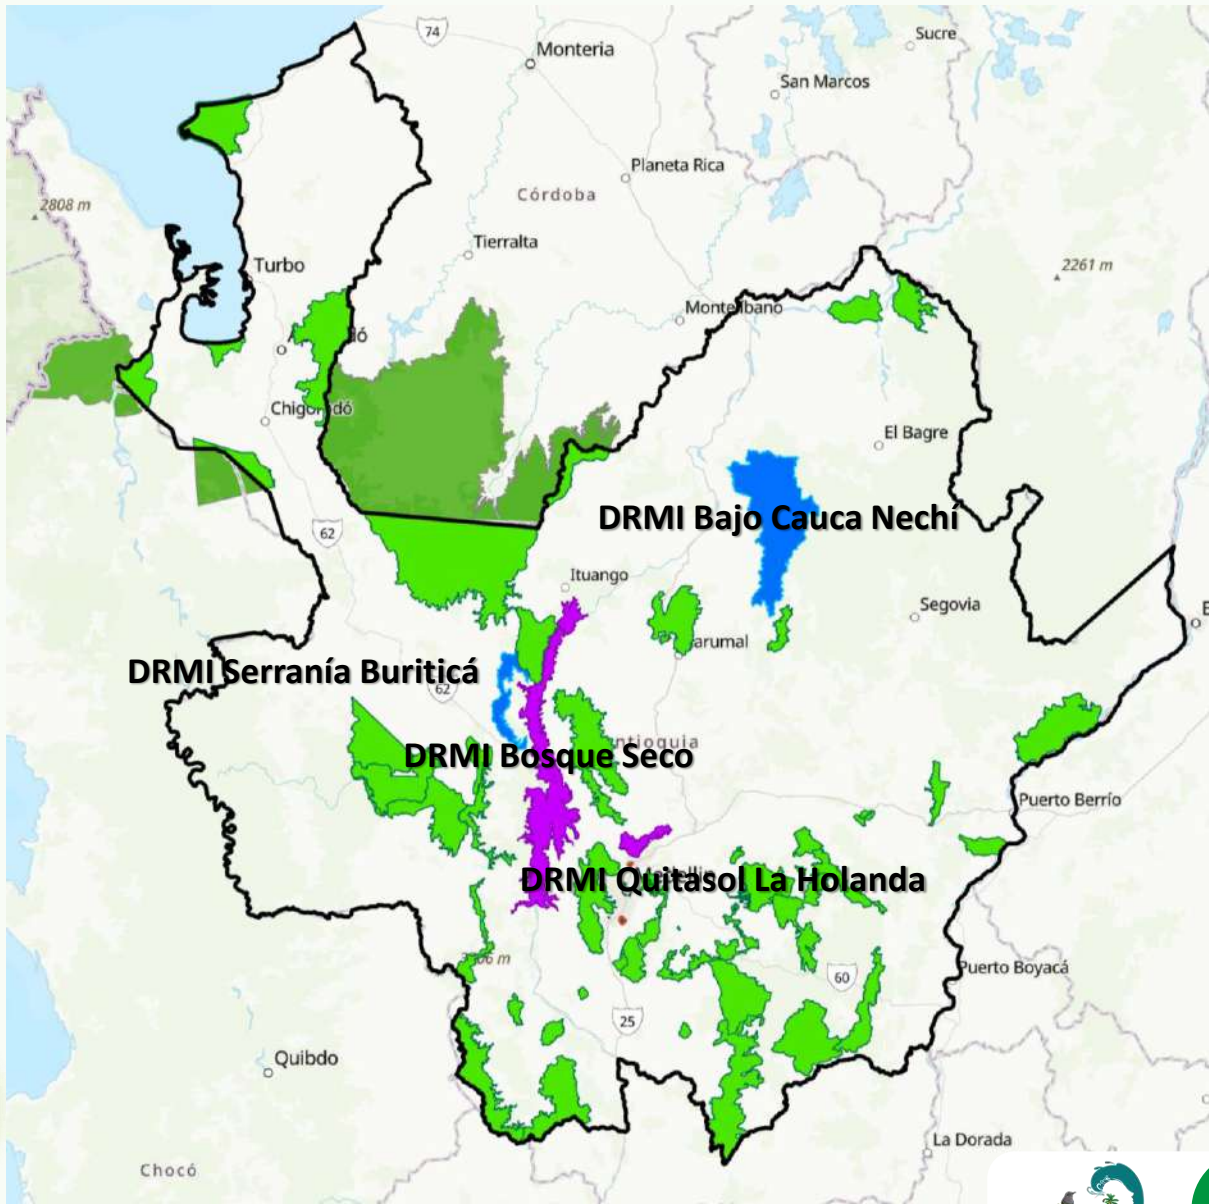 74
Monteria
Sucre
San Marcos
Planeta Rica
Córdoba
2808 m
Tierralta
Turbo
2261 m
Chigorodó
El Bagre
DRMI Bajo Cauca Nechí
62
Ituango
Segovia
DRMI Serranía Buriticá
62
DRMI Bosque Seco
Puerto Berrío
DRMI Quitasol La Holanda
60
Puerto Boyacá
25
Quibdo
La Dorada
Chocó